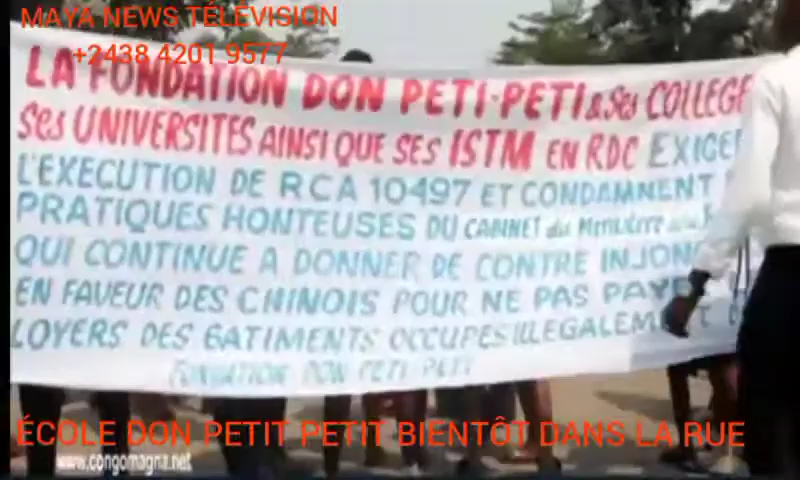 MAYA NEWS TÉLÉVISION
+2438 4201 9577
LA FONDATION DON PETI-PETI & ses COLLEGE
ses UNIVERSITES AINSI QUE SES ISTM EN RDC EXIGE
L'EXECUTION DE RCA 10497 ET CONDAMNENT
PRATIQUES HONTEUSES DU CABINET du Ministère
QUI CONTINUE A DONNER DE CONTRE INJON
EN FAVEUR DES CHINOIS POUR NE PAS PAYE
LOYERS DES BATIMENTS OCCUPES ILLEGALEMENT
FONDATION DON PETI PETI
ÉCOLE DON PETIT PETIT BIENTÔT DANS LA RUE
www.congomagna.net